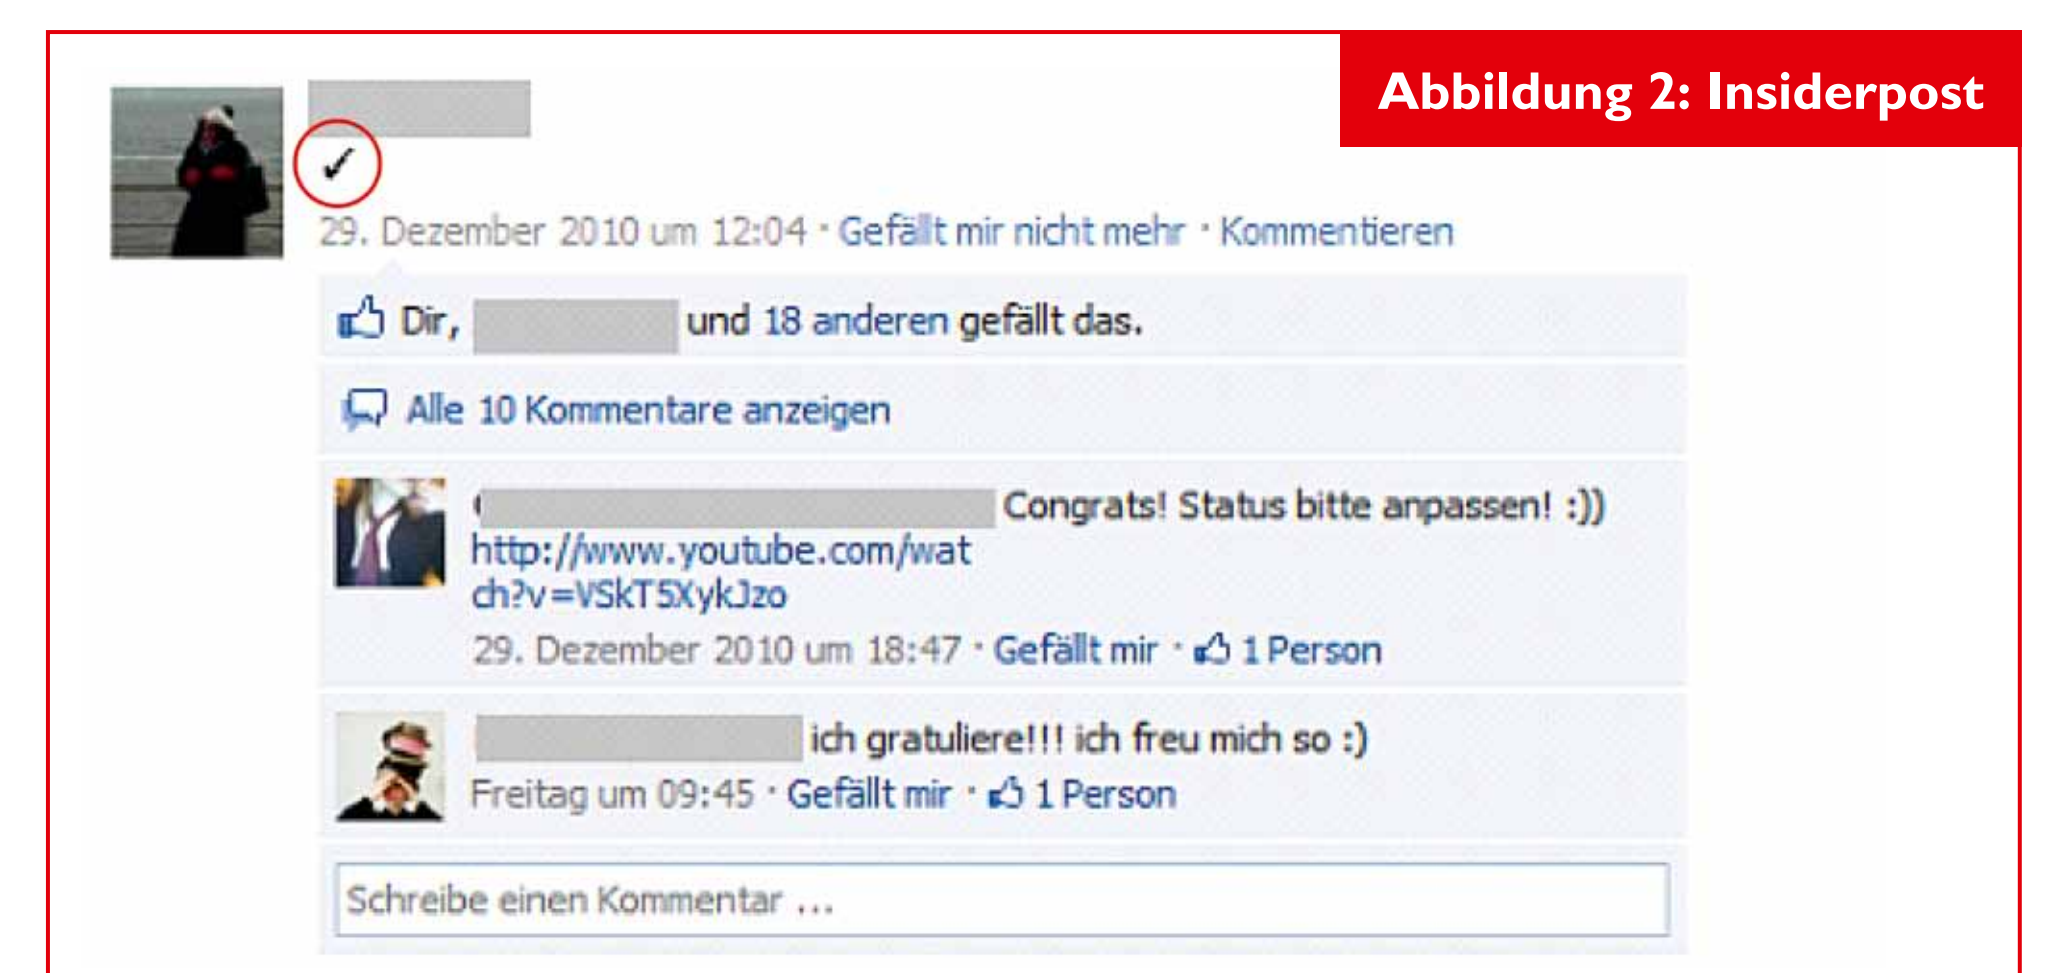 Abbildung 2: Insiderpost
✓
29. Dezember 2010 um 12:04 · Gefällt mir nicht mehr · Kommentieren
Dir, und 18 anderen gefällt das.
Alle 10 Kommentare anzeigen
Congrats! Status bitte anpassen! :))
http://www.youtube.com/wat
ch?v=VSkT5XykJzo
29. Dezember 2010 um 18:47 · Gefällt mir · 1 Person
ich gratuliere!!! ich freu mich so :)
Freitag um 09:45 · Gefällt mir · 1 Person
Schreibe einen Kommentar ...